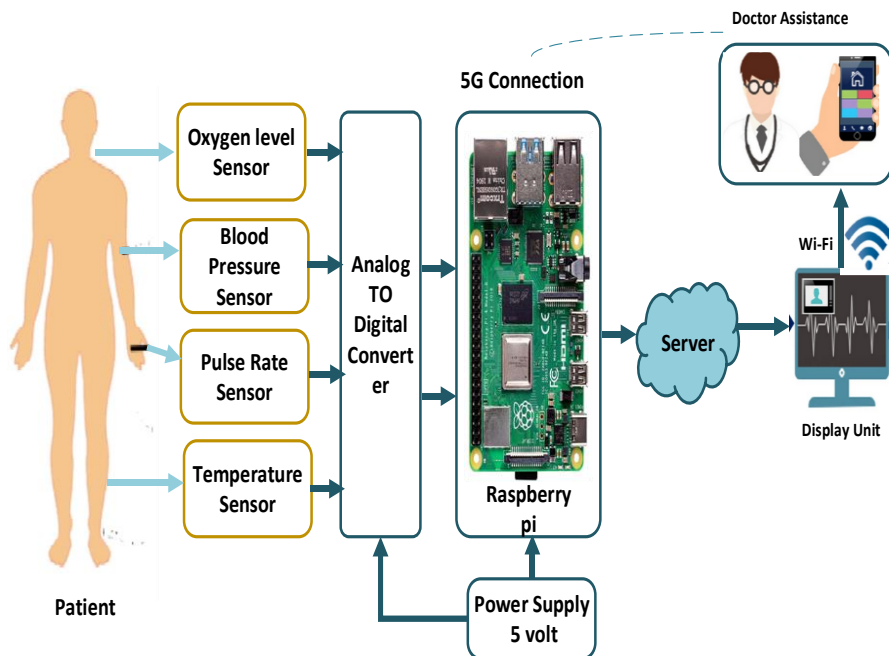 Doctor Assistance
5G Connection
Oxygen level
Sensor
Blood
Pressure
Sensor
Pulse Rate
Sensor
Temperature
Sensor
Analog
TO
Digital
Convert
er
HDMI
Raspberry
pi
Server
Wi-Fi
Display Unit
Patient
Power Supply
5 volt